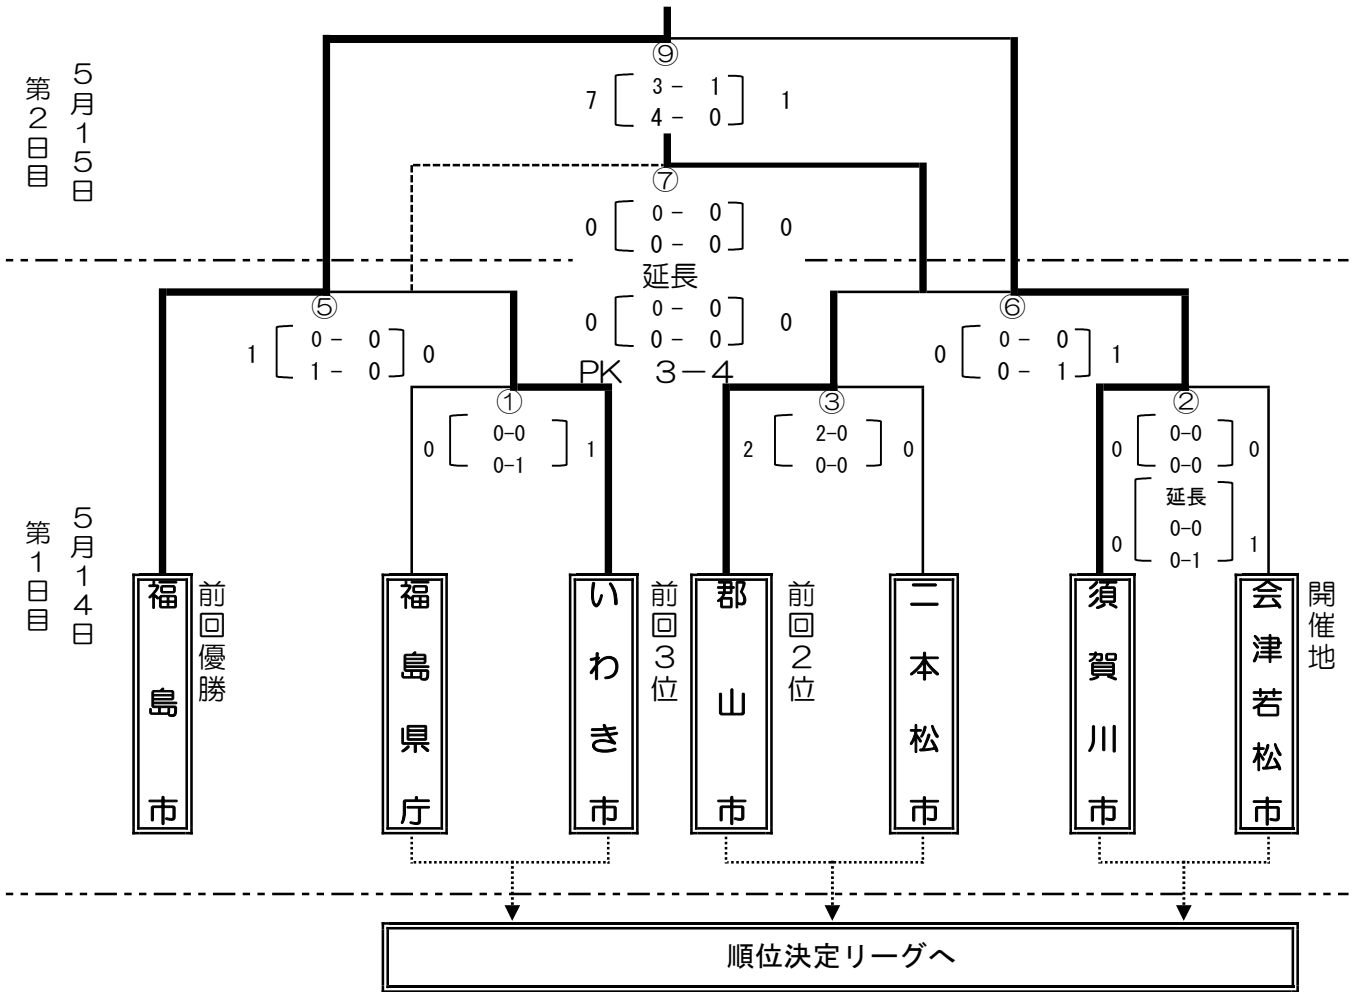 ⑨
7 3 - 1 1
4 - 0
第2日目
5月15日
⑦
0 0 - 0 0
0 - 0
延長
0 0 - 0 0
0 - 0
PK 3-4
⑤
1 0 - 0 0
1 - 0
⑥
0 0 - 0 1
0 - 1
①
0 0-0 1
0-1
③
2 2-0 0
0-0
②
0 0-0 0
0-0
延長
0 0-0 1
0-1
第1日目
5月14日
福島市
前回優勝
福島県庁
いわき市
前回3位
郡山市
前回2位
二本松市
須賀川市
会津若松市
開催地
順位決定リーグへ